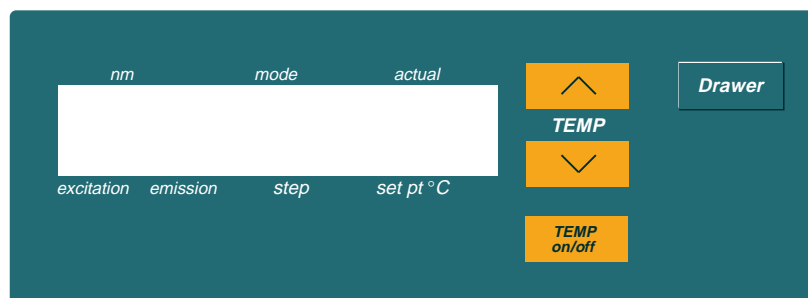 nm mode actual
Drawer
TEMP
excitation emission step set pt °C
TEMP
on/off